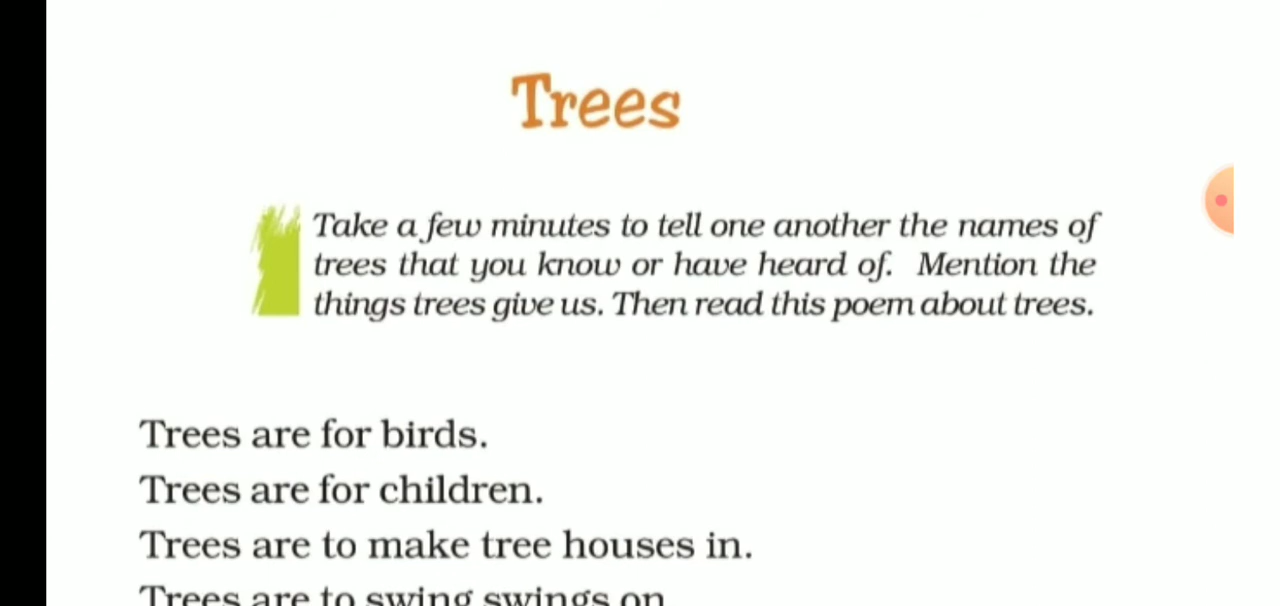 Trees
Take a few minutes to tell one another the names of
trees that you know or have heard of. Mention the
things trees give us. Then read this poem about trees.
Trees are for birds.
Trees are for children.
Trees are to make tree houses in.
Trees are to swing swings on